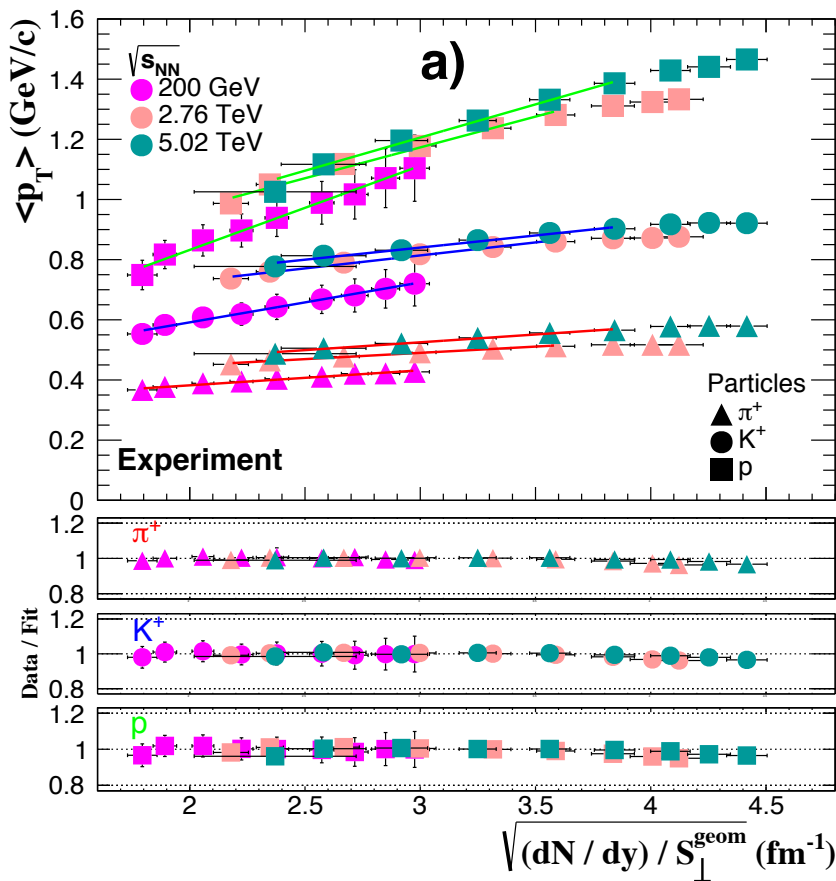 a)
√s_NN
200 GeV
2.76 TeV
5.02 TeV
<p_T> (GeV/c)
1.6
1.4
1.2
1
0.8
0.6
0.4
0.2
0
Particles
π+
K+
p
Experiment
Data / Fit
π+
1.2
1
0.8
K+
1.2
1
0.8
p
1.2
1
0.8
2 2.5 3 3.5 4 4.5
√(dN / dy) / S_⊥^geom (fm^-1)